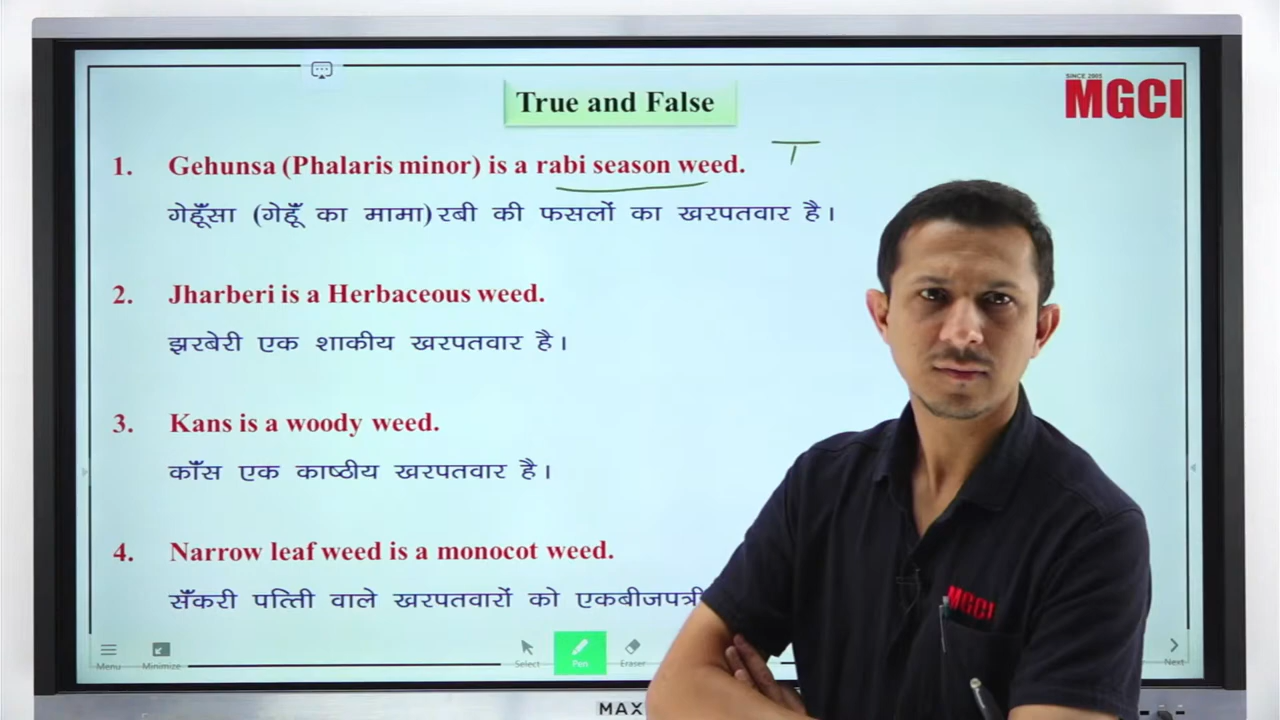 SINCE 2005
MGCI
True and False
1. Gehunsa (Phalaris minor) is a rabi season weed. T
गेहूँसा (गेहूँ का मामा) रबी की फसलों का खरपतवार है।
2. Jharberi is a Herbaceous weed.
झरबेरी एक शाकीय खरपतवार है।
3. Kans is a woody weed.
काँस एक काष्ठीय खरपतवार है।
4. Narrow leaf weed is a monocot weed.
सँकरी पत्ती वाले खरपतवारों को एकबीजपत्री
MGCI
Menu Minimize Select Pen Eraser Next
MAX